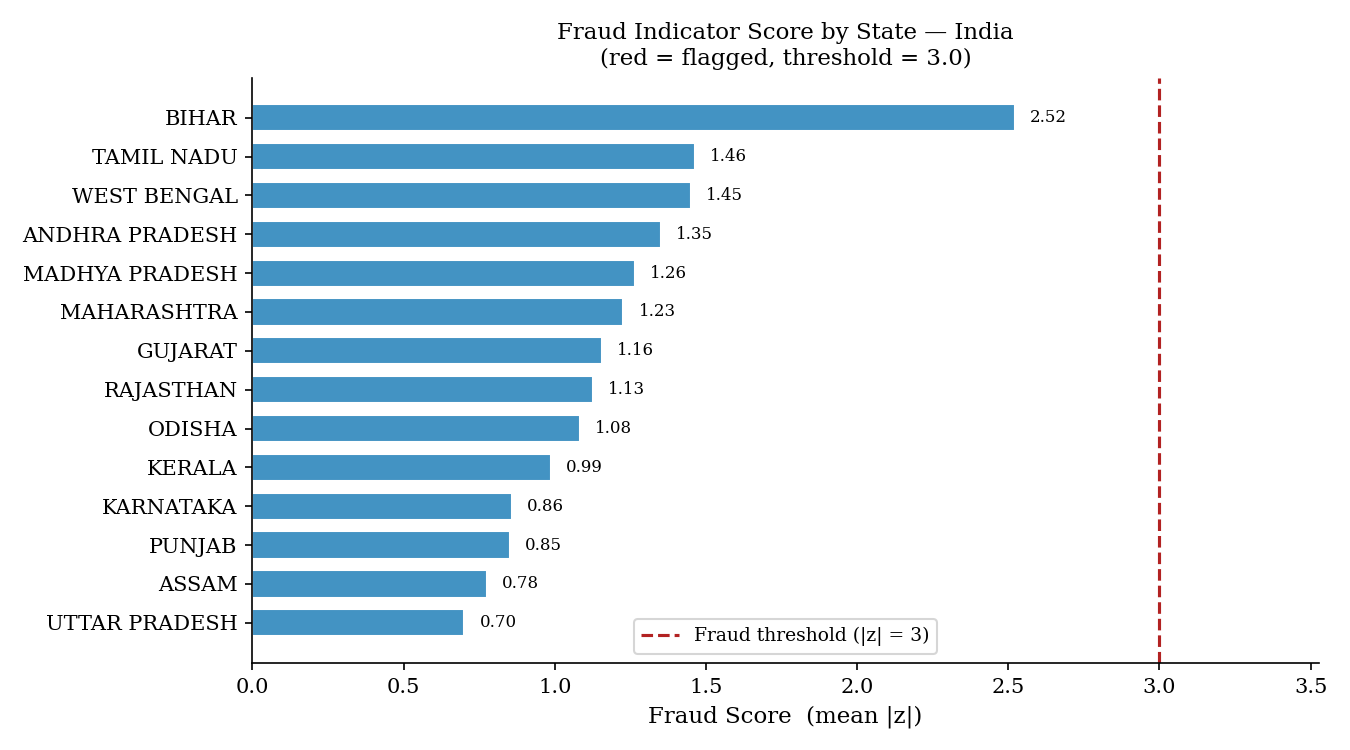 Fraud Indicator Score by State — India
(red = flagged, threshold = 3.0)
BIHAR 2.52
TAMIL NADU 1.46
WEST BENGAL 1.45
ANDHRA PRADESH 1.35
MADHYA PRADESH 1.26
MAHARASHTRA 1.23
GUJARAT 1.16
RAJASTHAN 1.13
ODISHA 1.08
KERALA 0.99
KARNATAKA 0.86
PUNJAB 0.85
ASSAM 0.78
UTTAR PRADESH 0.70
Fraud threshold (|z| = 3)
0.0 0.5 1.0 1.5 2.0 2.5 3.0 3.5
Fraud Score (mean |z|)